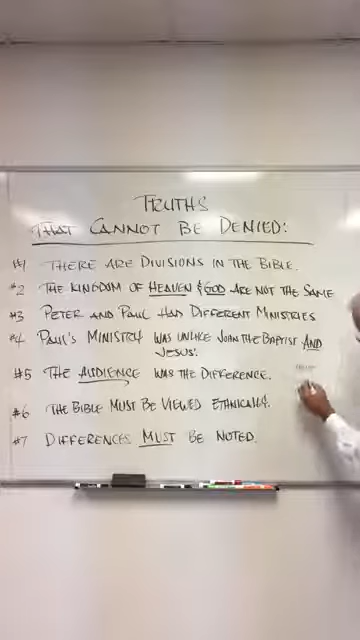 TRUTHS
THAT CANNOT BE DENIED:
#1 THERE ARE DIVISIONS IN THE BIBLE.
#2 THE KINGDOM OF HEAVEN & GOD ARE NOT THE SAME
#3 PETER AND PAUL HAD DIFFERENT MINISTRIES
#4 PAUL'S MINISTRY WAS UNLIKE JOHN THE BAPTIST AND
JESUS'.
#5 THE AUDIENCE WAS THE DIFFERENCE.
#6 THE BIBLE MUST BE VIEWED ETHNICALLY.
#7 DIFFERENCES MUST BE NOTED.